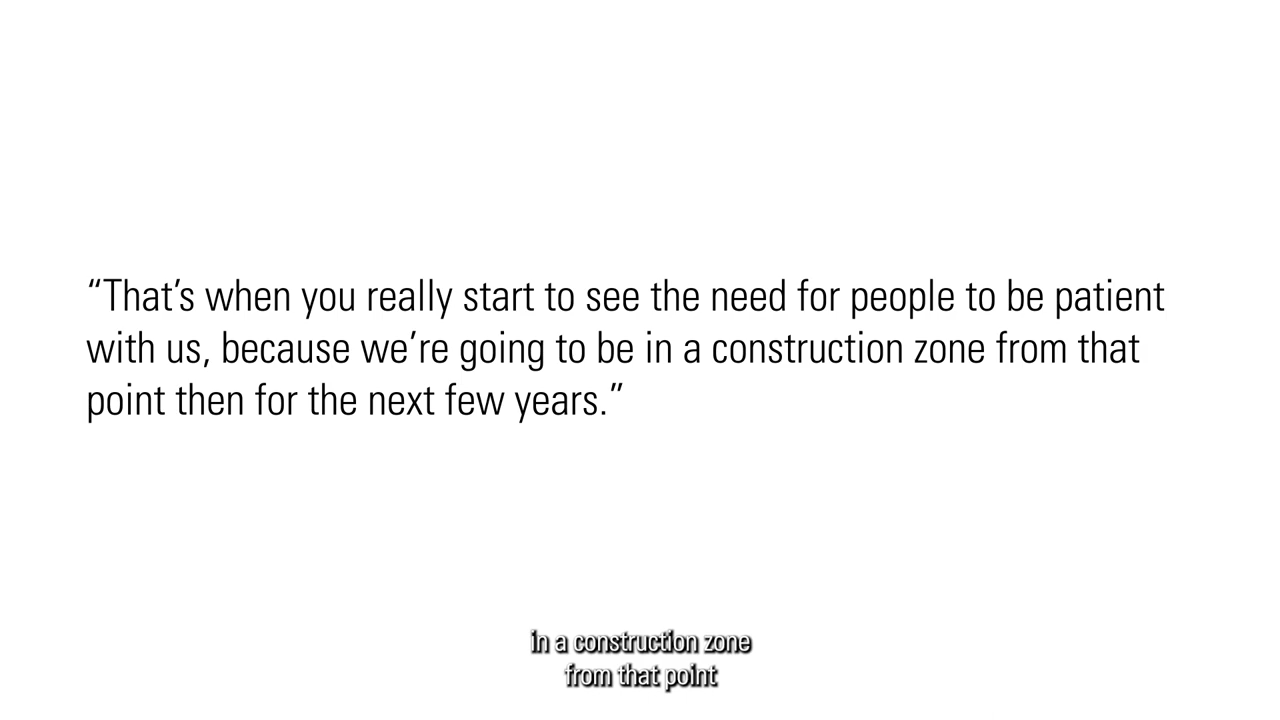 “That’s when you really start to see the need for people to be patient
with us, because we’re going to be in a construction zone from that
point then for the next few years.”
in a construction zone
from that point